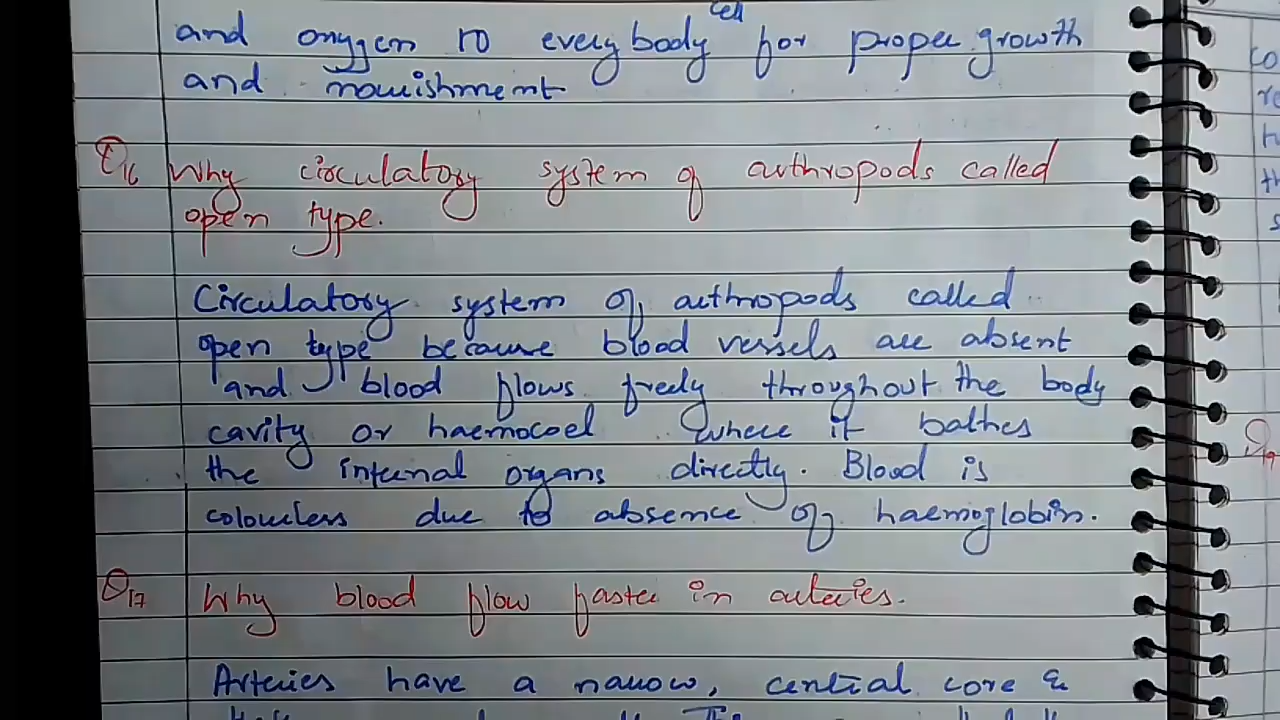 cell
and oxygen to every body for proper growth
and nourishment
Q16 Why circulatory system of arthropods called
open type.
Circulatory system of arthropods called
open type because blood vessels are absent
and blood flows freely throughout the body
cavity or haemocoel where it bathes
the internal organs directly. Blood is
colourless due to absence of haemoglobin.
Q17 Why blood flow faster in arteries.
Arteries have a narrow, central core &